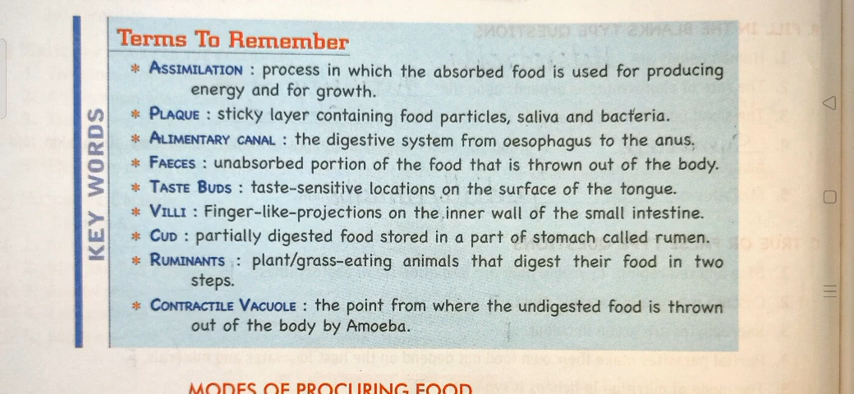 Terms To Remember
* ASSIMILATION : process in which the absorbed food is used for producing
energy and for growth.
* PLAQUE : sticky layer containing food particles, saliva and bacteria.
* ALIMENTARY CANAL : the digestive system from oesophagus to the anus.
* FAECES : unabsorbed portion of the food that is thrown out of the body.
* TASTE BUDS : taste-sensitive locations on the surface of the tongue.
* VILLI : Finger-like-projections on the inner wall of the small intestine.
* CUD : partially digested food stored in a part of stomach called rumen.
* RUMINANTS : plant/grass-eating animals that digest their food in two
steps.
* CONTRACTILE VACUOLE : the point from where the undigested food is thrown
out of the body by Amoeba.
KEY WORDS
MODES OF PROCURING FOOD